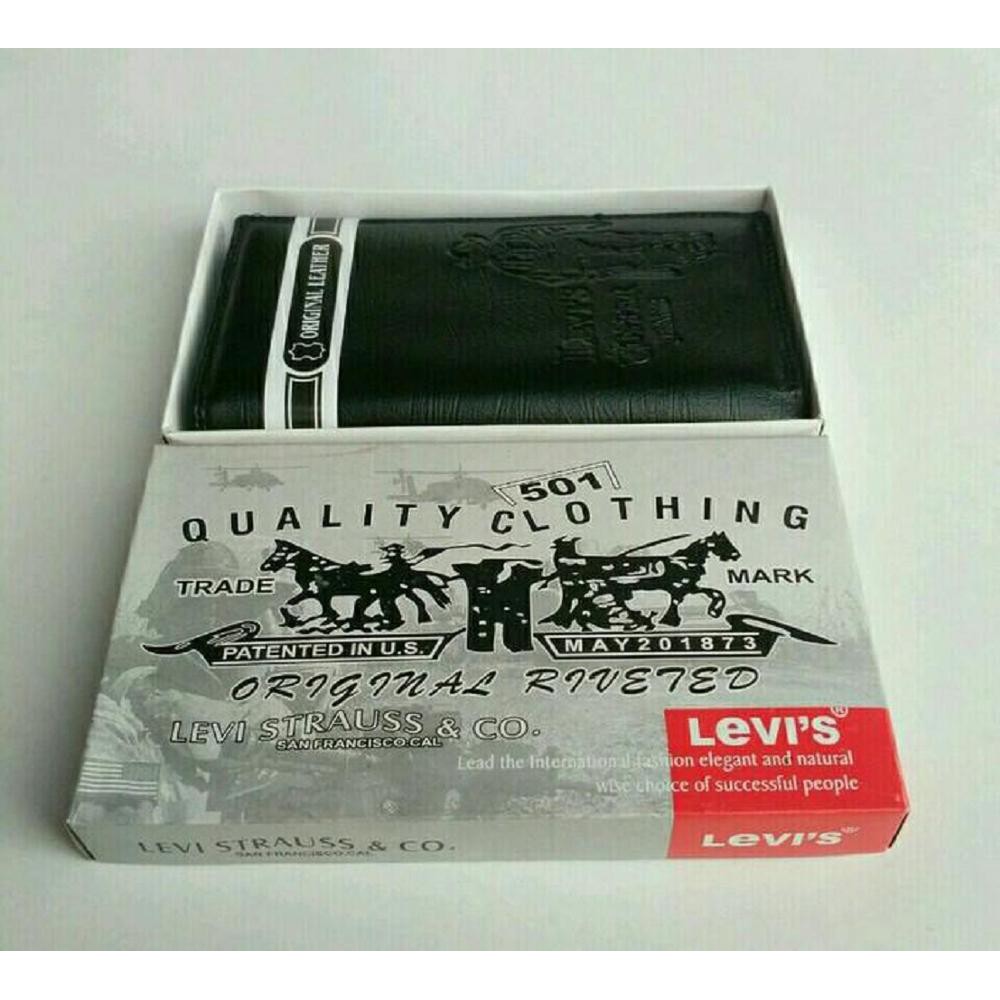 ORIGINAL LEATHER
LEVI'S
501
QUALITY CLOTHING
TRADE MARK
PATENTED IN U.S. MAY201873
ORIGINAL RIVETED
LEVI STRAUSS & CO.
SAN FRANCISCO.CAL
LEVI'S®
Lead the International fashion elegant and natural
wise choice of successful people
LEVI STRAUSS & CO.
SAN FRANCISCO.CAL
LEVI'S®